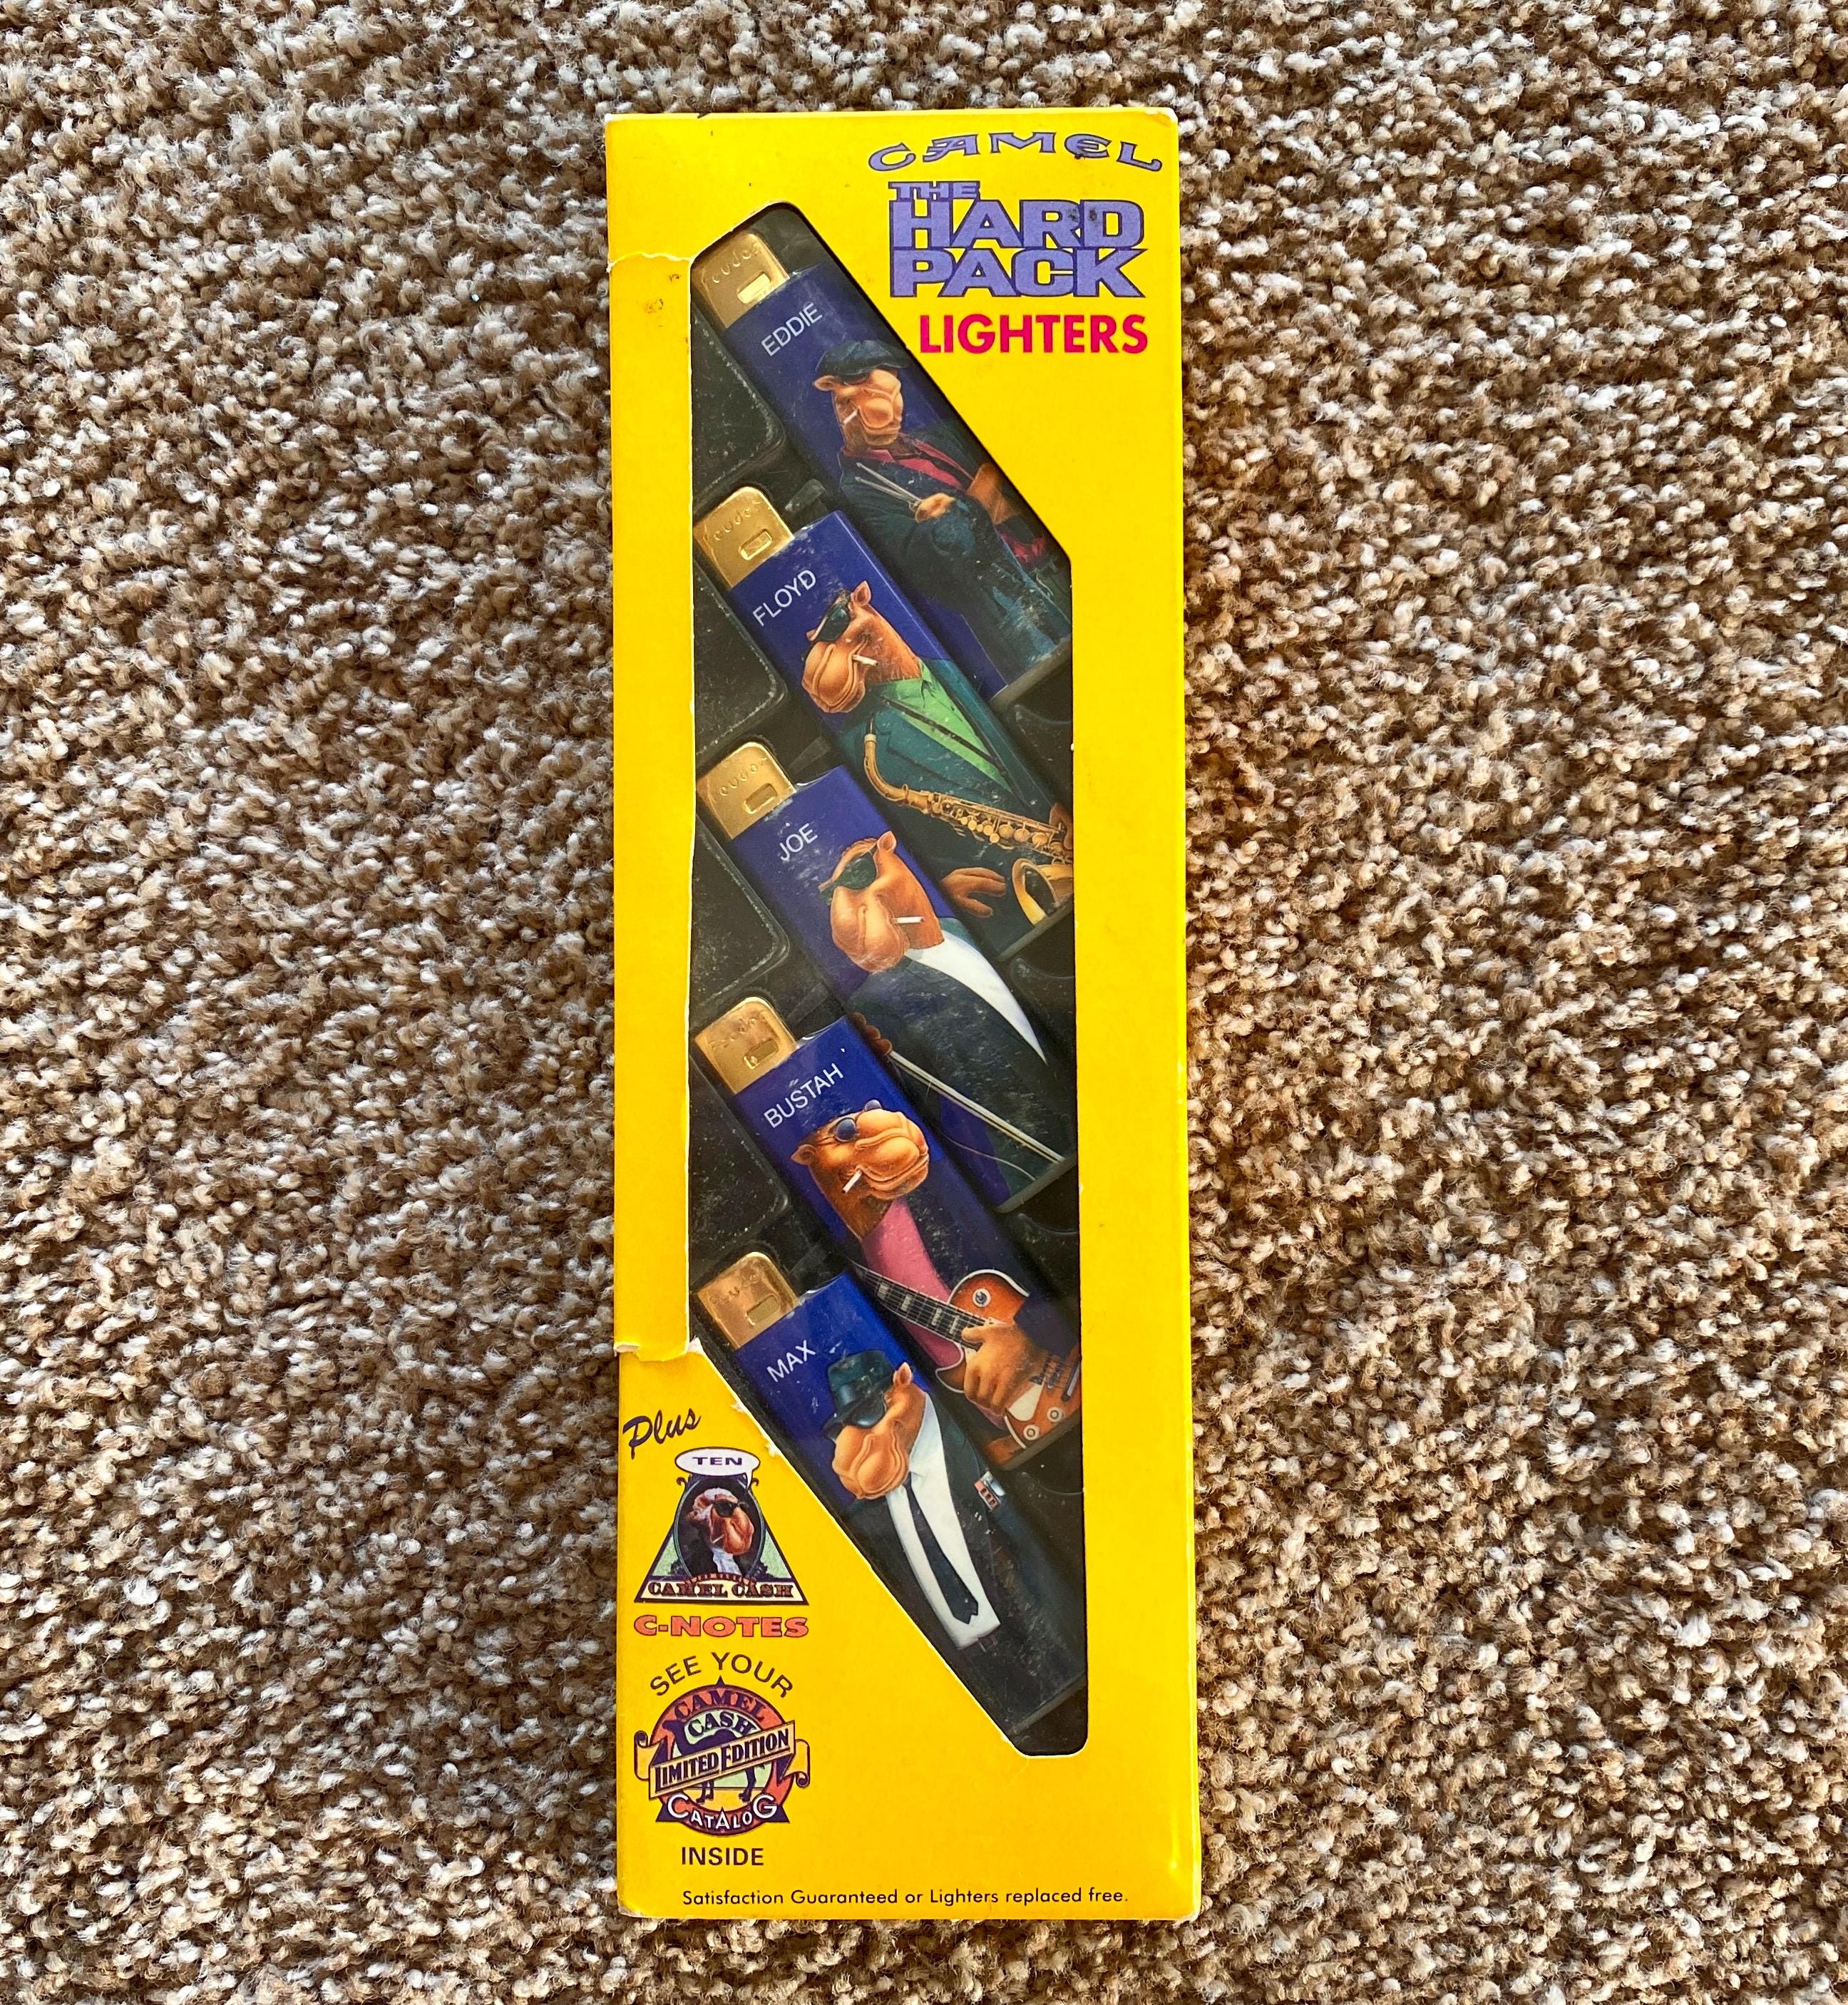 CAMEL
THE
HARD
PACK
LIGHTERS
EDDIE
FLOYD
JOE
BUSTAH
MAX
Plus
TEN
CAMEL CASH
C-NOTES
SEE YOUR
CAMEL
CASH
LIMITED EDITION
CATALOG
INSIDE
Satisfaction Guaranteed or Lighters replaced free.